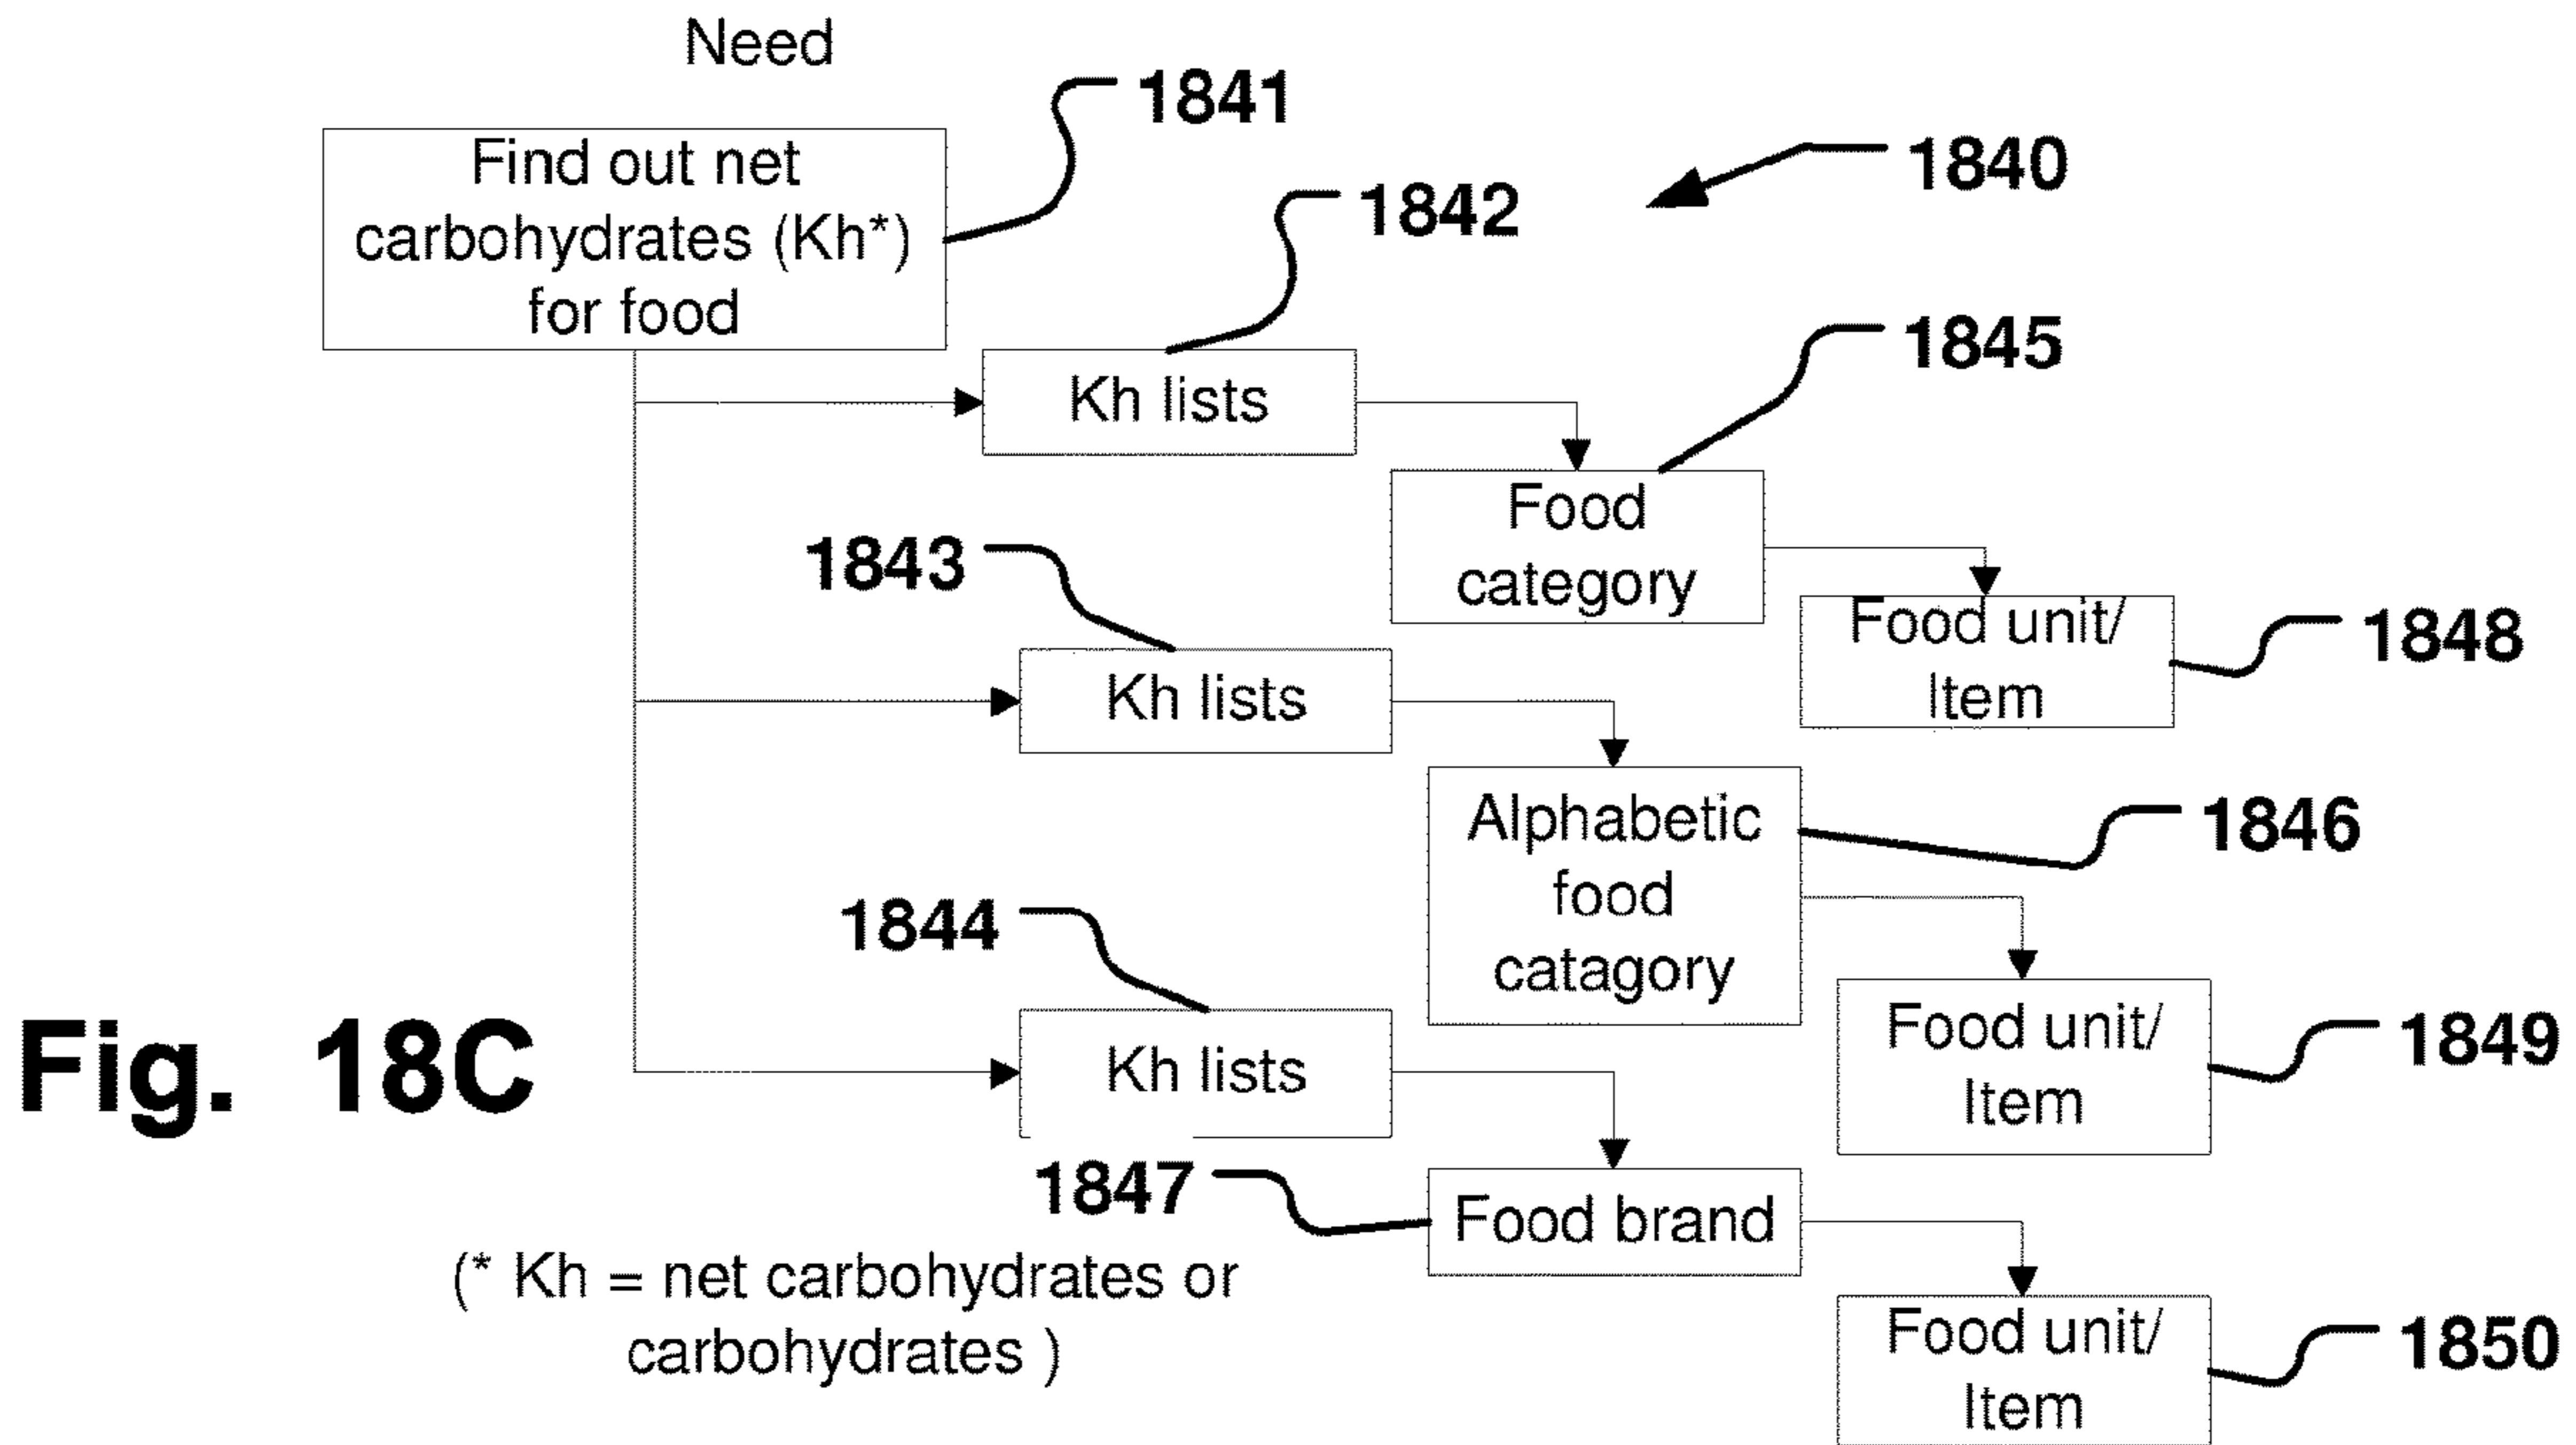 Need
1841
Find out net
carbohydrates (Kh*)
for food
1840
1842
Kh lists
1845
Food
category
1843
Food unit/
Item
1848
Kh lists
Alphabetic
food
catagory
1846
1844
Food unit/
Item
1849
Kh lists
Fig. 18C
1847
Food brand
(* Kh = net carbohydrates or
carbohydrates )
Food unit/
Item
1850